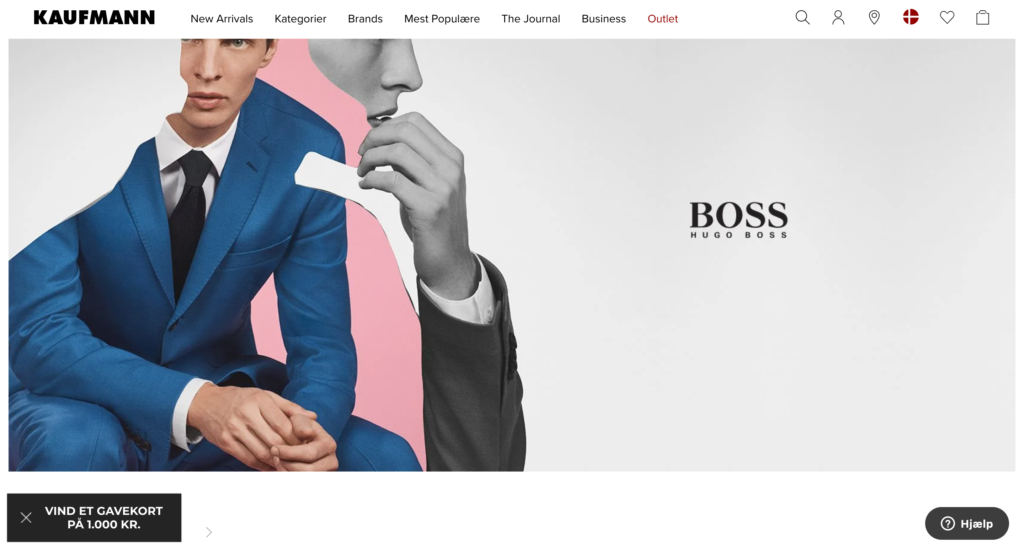 KAUFMANN
New Arrivals
Kategorier
Brands
Mest Populære
The Journal
Business
Outlet
BOSS
HUGO BOSS
VIND ET GAVEKORT
PÅ 1.000 KR.
Hjælp